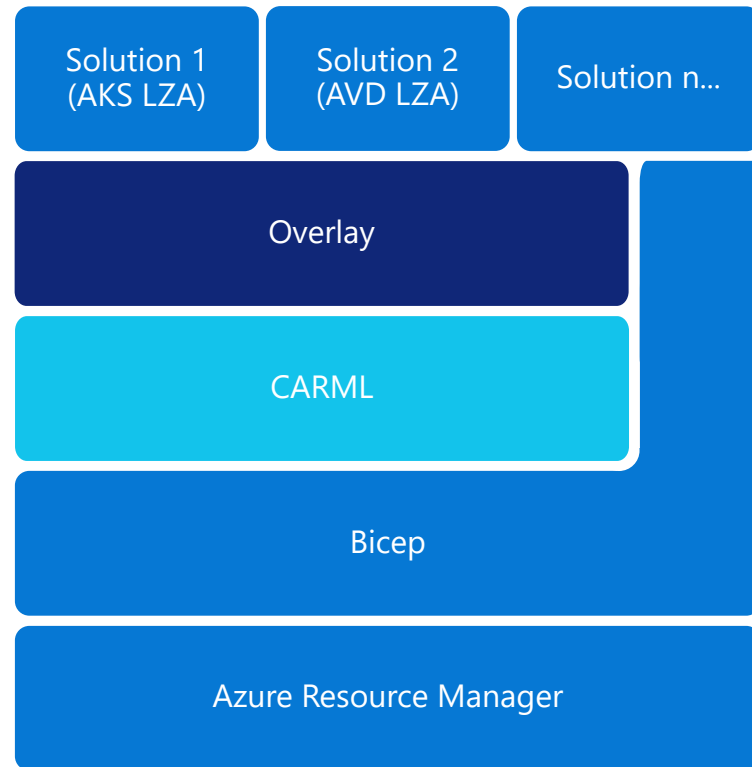 Solution 1
(AKS LZA)
Solution 2
(AVD LZA)
Solution n...
Overlay
CARML
Bicep
Azure Resource Manager